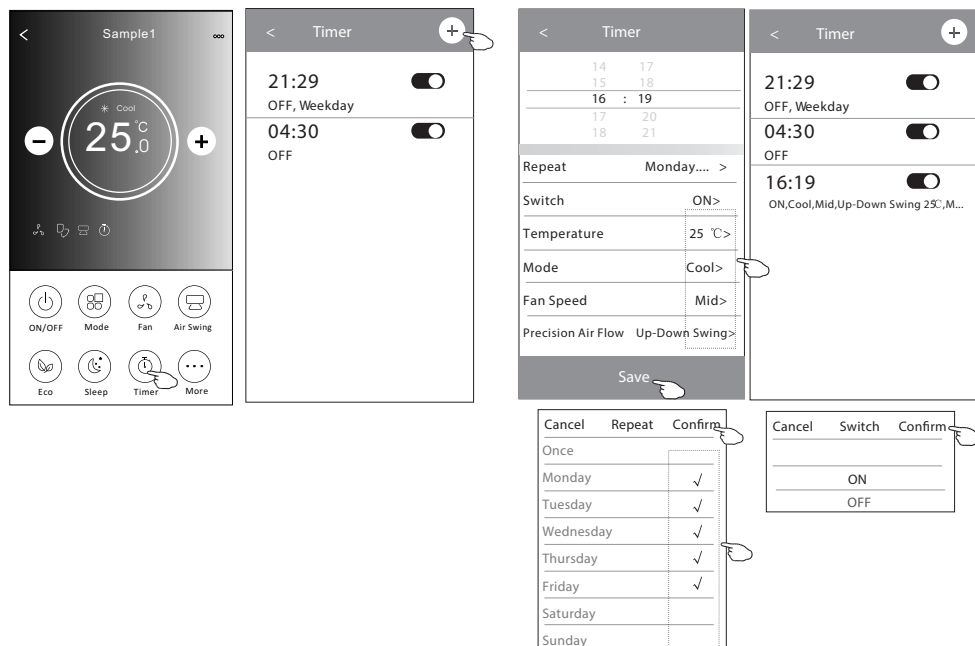 < Sample1 ooo
Cool
25.0 ℃
− +
ON/OFF Mode Fan Air Swing
Eco Sleep Timer More
< Timer +
21:29
OFF, Weekday
04:30
OFF
< Timer
14 17
15 18
16 : 19
17 20
18 21
Repeat Monday.... >
Switch ON>
Temperature 25 ℃>
Mode Cool>
Fan Speed Mid>
Precision Air Flow Up-Down Swing>
Save
< Timer +
21:29
OFF, Weekday
04:30
OFF
16:19
ON,Cool,Mid,Up-Down Swing 25℃,M...
Cancel Repeat Confirm
Once
Monday √
Tuesday √
Wednesday √
Thursday √
Friday √
Saturday
Sunday
Cancel Switch Confirm
ON
OFF